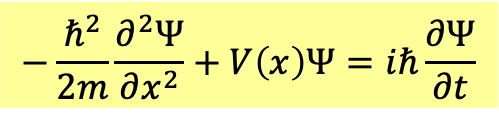 −ℏ²/2m ∂²Ψ/∂x² + V(x)Ψ = iℏ ∂Ψ/∂t